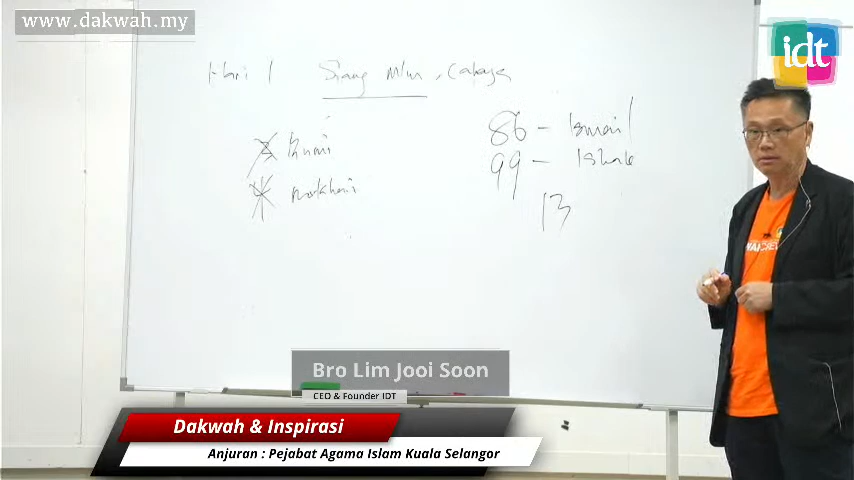 www.dakwah.my
idt
Hari 1 Siang Mlm, Cahaya
86 - Ismail
Bumi
99 - Ishak
13
Bro Lim Jooi Soon
CEO & Founder IDT
Dakwah & Inspirasi
Anjuran : Pejabat Agama Islam Kuala Selangor